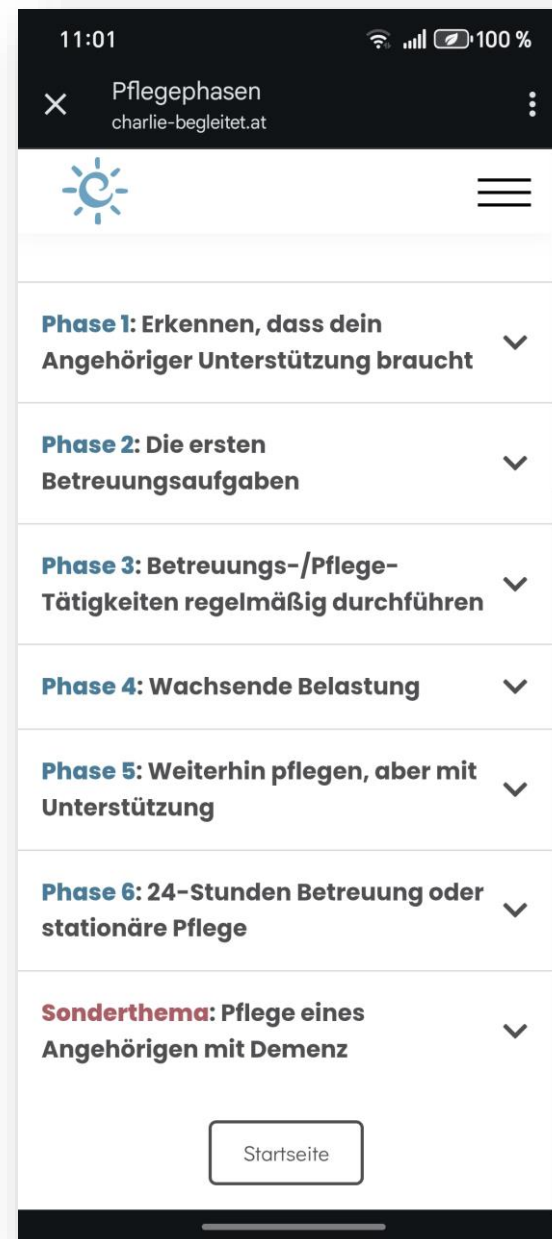 11:01
100 %
Pflegephasen
charlie-begleitet.at
Phase 1: Erkennen, dass dein
Angehöriger Unterstützung braucht
Phase 2: Die ersten
Betreuungsaufgaben
Phase 3: Betreuungs-/Pflege-
Tätigkeiten regelmäßig durchführen
Phase 4: Wachsende Belastung
Phase 5: Weiterhin pflegen, aber mit
Unterstützung
Phase 6: 24-Stunden Betreuung oder
stationäre Pflege
Sonderthema: Pflege eines
Angehörigen mit Demenz
Startseite